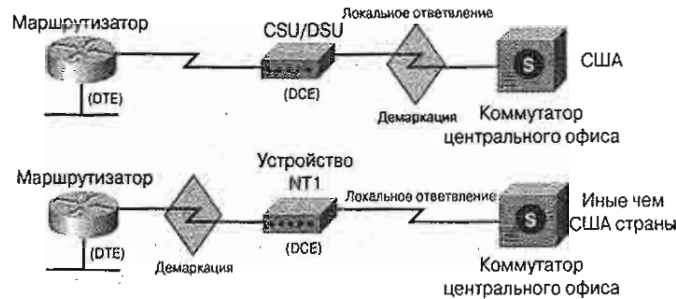 Маршрутизатор
CSU/DSU
Локальное ответвление
S
США
(DTE)
(DCE)
Демаркация
Коммутатор
центрального офиса
Маршрутизатор
Устройство
NT1
Локальное ответвление
S
Иные чем
США страны
(DTE)
Демаркация
(DCE)
Коммутатор
центрального офиса